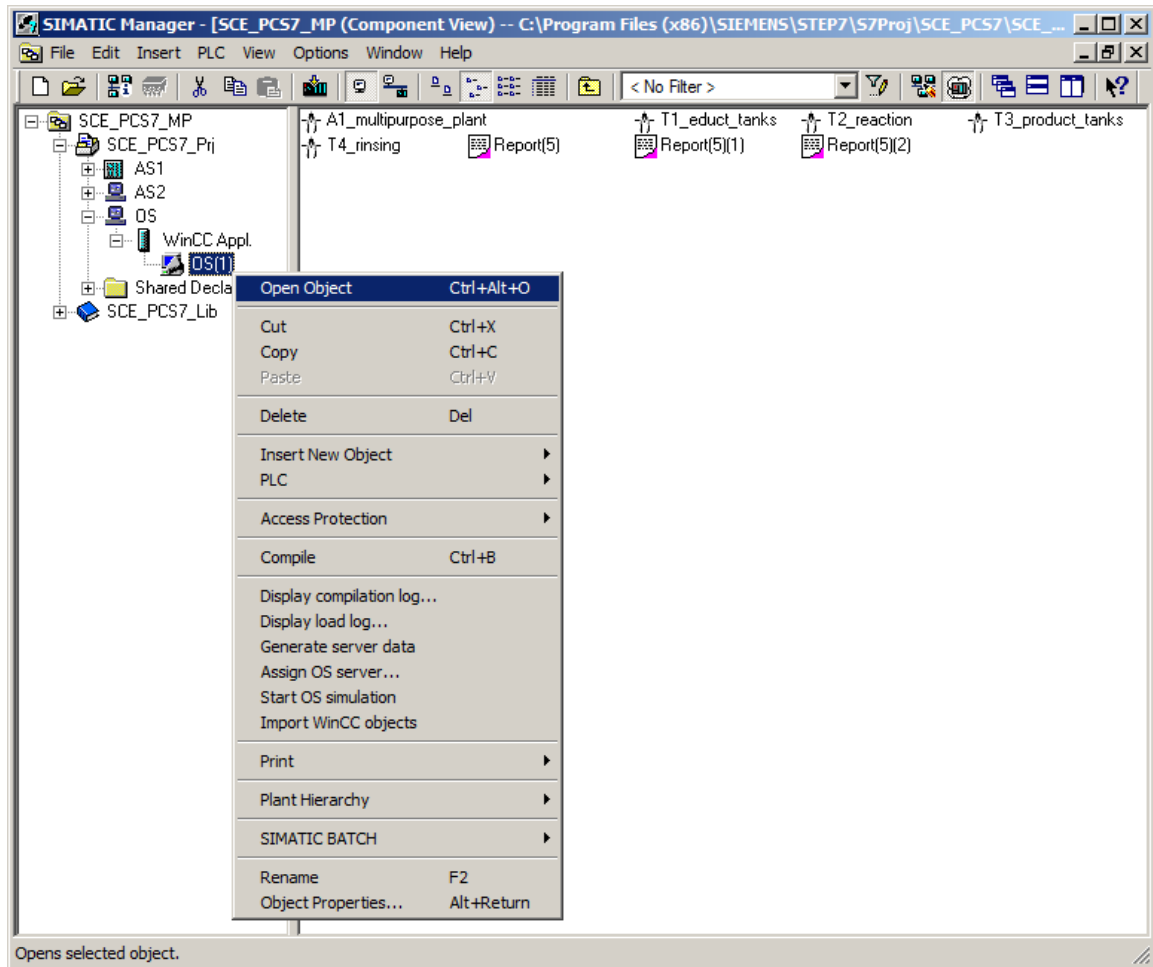 SIMATIC Manager - [SCE_PCS7_MP (Component View) -- C:\Program Files (x86)\SIEMENS\STEP7\S7Proj\SCE_PCS7\SCE_...
File Edit Insert PLC View Options Window Help
< No Filter >
SCE_PCS7_MP
SCE_PCS7_Prj
AS1
AS2
OS
WinCC Appl.
OS(1)
Shared Decla
SCE_PCS7_Lib
A1_multipurpose_plant T1_educt_tanks T2_reaction T3_product_tanks
T4_rinsing Report(5) Report(5)(1) Report(5)(2)
Open Object Ctrl+Alt+O
Cut Ctrl+X
Copy Ctrl+C
Paste Ctrl+V
Delete Del
Insert New Object
PLC
Access Protection
Compile Ctrl+B
Display compilation log...
Display load log...
Generate server data
Assign OS server...
Start OS simulation
Import WinCC objects
Print
Plant Hierarchy
SIMATIC BATCH
Rename F2
Object Properties... Alt+Return
Opens selected object.